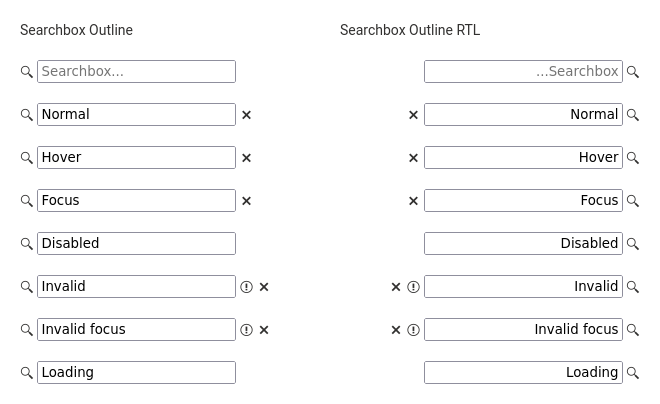 Searchbox Outline
Searchbox...
Normal
Hover
Focus
Disabled
Invalid
Invalid focus
Loading
Searchbox Outline RTL
...Searchbox
Normal
Hover
Focus
Disabled
Invalid
Invalid focus
Loading